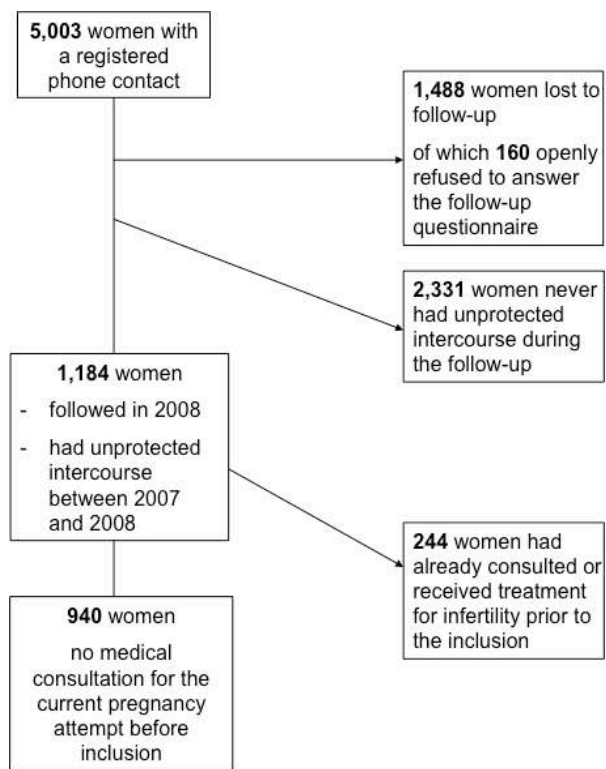 5,003 women with
a registered
phone contact
1,488 women lost to
follow-up
of which 160 openly
refused to answer
the follow-up
questionnaire
2,331 women never
had unprotected
intercourse during
the follow-up
1,184 women
- followed in 2008
- had unprotected
intercourse
between 2007
and 2008
244 women had
already consulted or
received treatment
for infertility prior to
the inclusion
940 women
no medical
consultation for the
current pregnancy
attempt before
inclusion